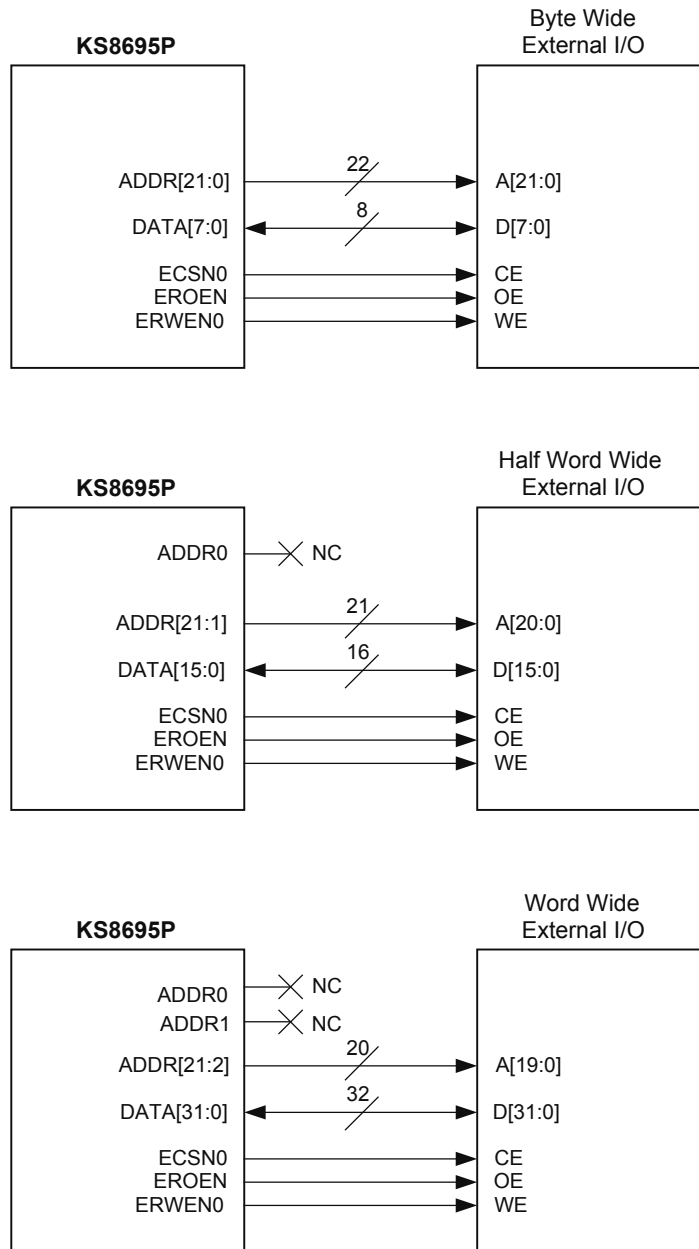 Byte Wide
KS8695P External I/O
22
ADDR[21:0] A[21:0]
8
DATA[7:0] D[7:0]
ECSN0 CE
EROEN OE
ERWEN0 WE
Half Word Wide
KS8695P External I/O
ADDR0 NC
21
ADDR[21:1] A[20:0]
16
DATA[15:0] D[15:0]
ECSN0 CE
EROEN OE
ERWEN0 WE
Word Wide
KS8695P External I/O
ADDR0 NC
ADDR1 NC
20
ADDR[21:2] A[19:0]
32
DATA[31:0] D[31:0]
ECSN0 CE
EROEN OE
ERWEN0 WE